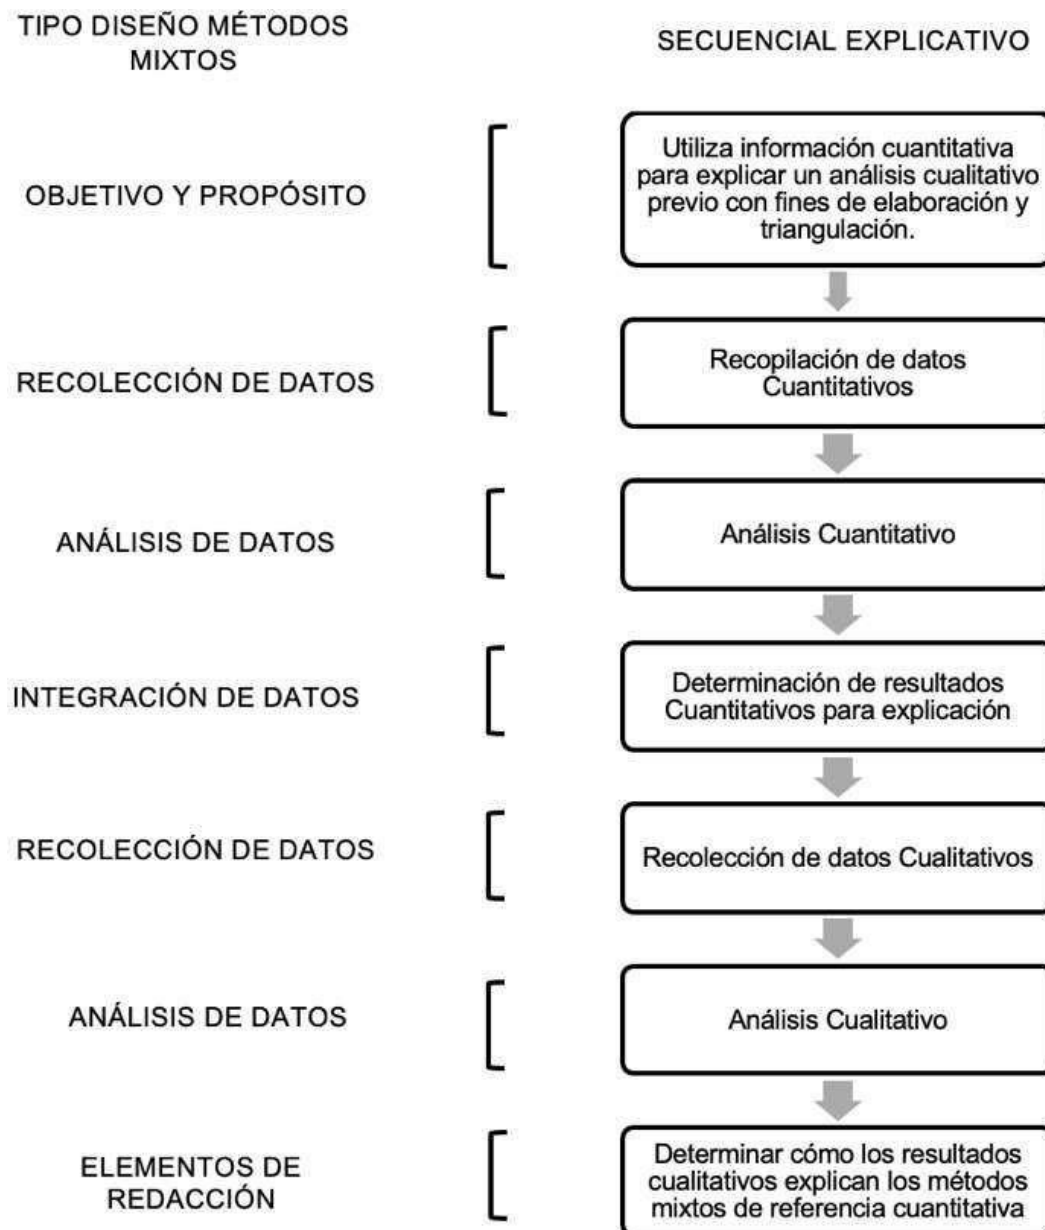 TIPO DISEÑO MÉTODOS
MIXTOS
SECUENCIAL EXPLICATIVO
OBJETIVO Y PROPÓSITO
Utiliza información cuantitativa
para explicar un análisis cualitativo
previo con fines de elaboración y
triangulación.
RECOLECCIÓN DE DATOS
Recopilación de datos
Cuantitativos
ANÁLISIS DE DATOS
Análisis Cuantitativo
INTEGRACIÓN DE DATOS
Determinación de resultados
Cuantitativos para explicación
RECOLECCIÓN DE DATOS
Recolección de datos Cualitativos
ANÁLISIS DE DATOS
Análisis Cualitativo
ELEMENTOS DE
REDACCIÓN
Determinar cómo los resultados
cualitativos explican los métodos
mixtos de referencia cuantitativa